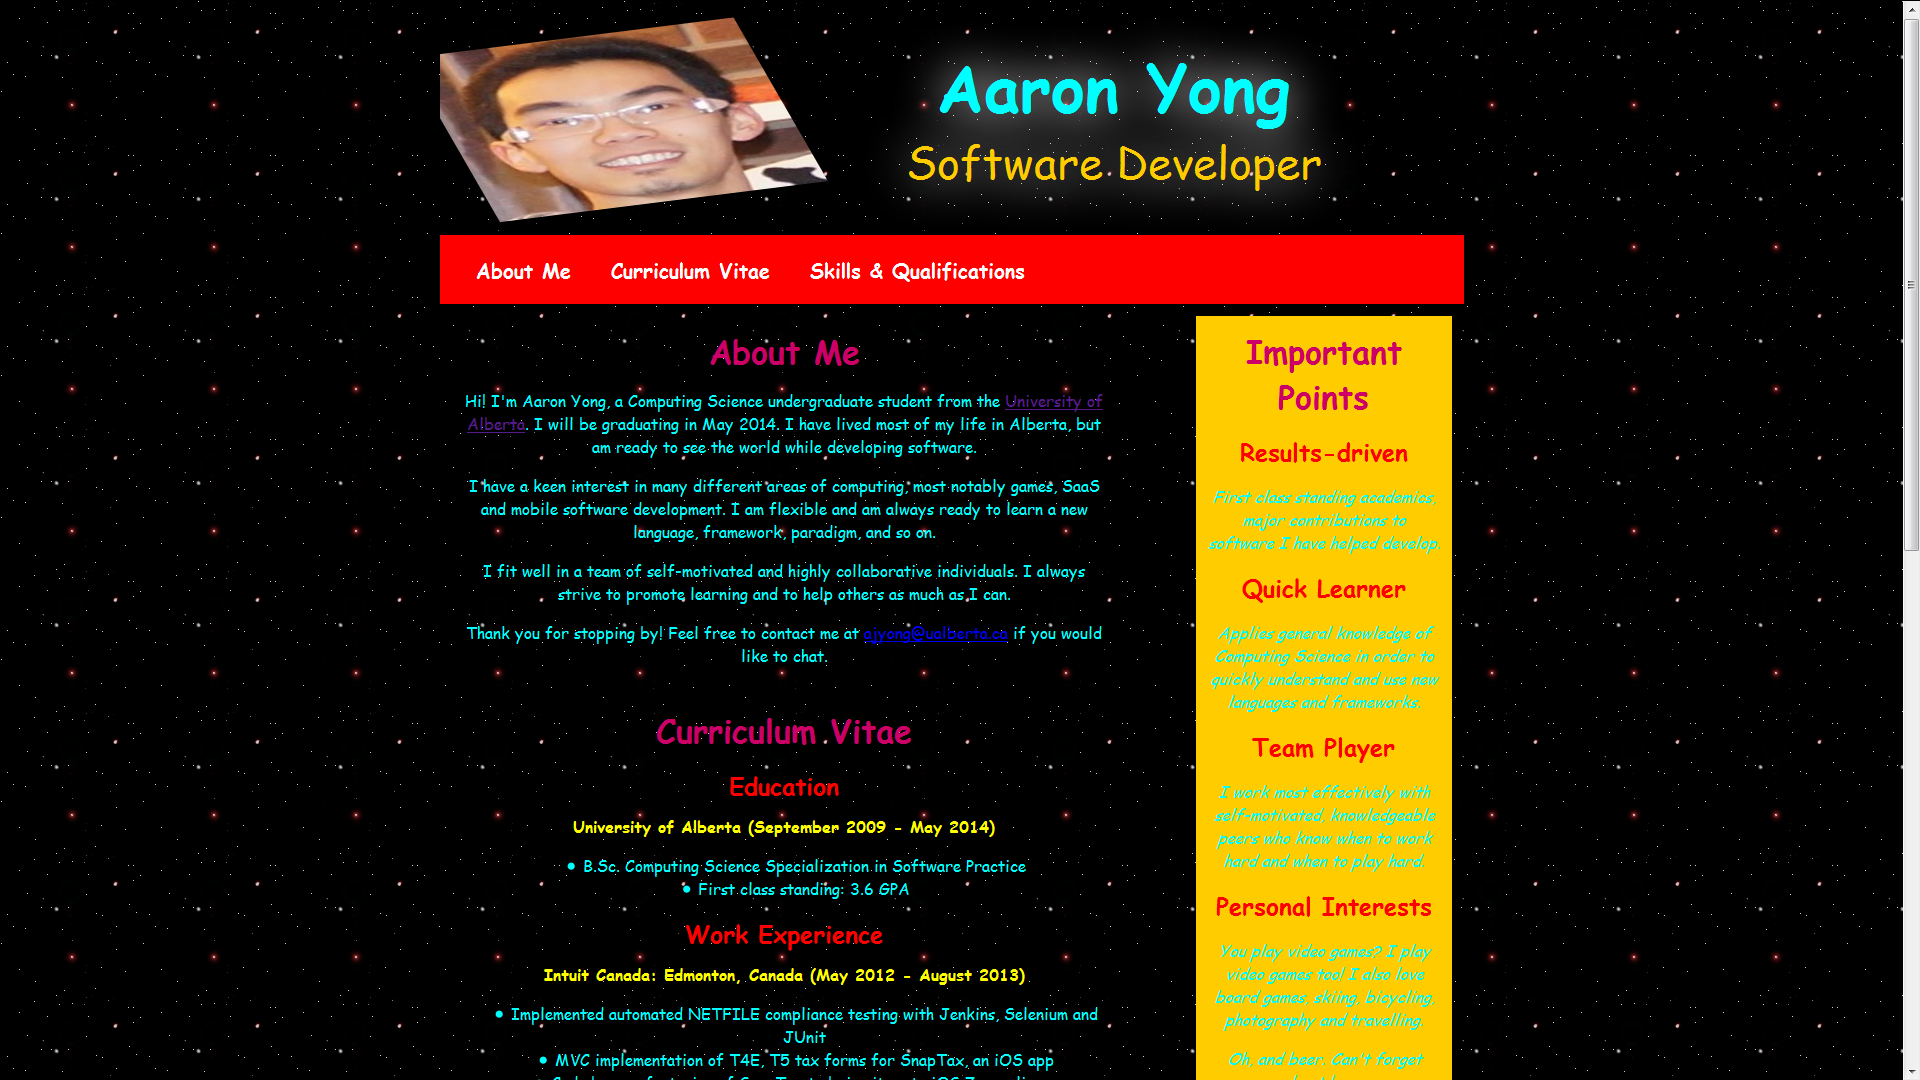 Aaron Yong
Software Developer
About Me
Curriculum Vitae
Skills & Qualifications
About Me
Hi! I'm Aaron Yong, a Computing Science undergraduate student from the University of
Alberta. I will be graduating in May 2014. I have lived most of my life in Alberta, but
am ready to see the world while developing software.
I have a keen interest in many different areas of computing, most notably games, SaaS
and mobile software development. I am flexible and am always ready to learn a new
language, framework, paradigm, and so on.
I fit well in a team of self-motivated and highly collaborative individuals. I always
strive to promote learning and to help others as much as I can.
Thank you for stopping by! Feel free to contact me at ajyong@ualberta.ca if you would
like to chat.
Curriculum Vitae
Education
University of Alberta (September 2009 - May 2014)
• B.Sc. Computing Science Specialization in Software Practice
• First class standing: 3.6 GPA
Work Experience
Intuit Canada: Edmonton, Canada (May 2012 - August 2013)
• Implemented automated NETFILE compliance testing with Jenkins, Selenium and
JUnit
• MVC implementation of T4E, T5 tax forms for SnapTax, an iOS app
Important
Points
Results-driven
First class standing academics,
major contributions to
software I have helped develop.
Quick Learner
Applies general knowledge of
Computing Science in order to
quickly understand and use new
languages and frameworks.
Team Player
I work most effectively with
self-motivated, knowledgeable
peers who know when to work
hard and when to play hard.
Personal Interests
You play video games? I play
video games too! I also love
board games, skiing, bicycling,
photography and travelling.
Oh, and beer. Can't forget